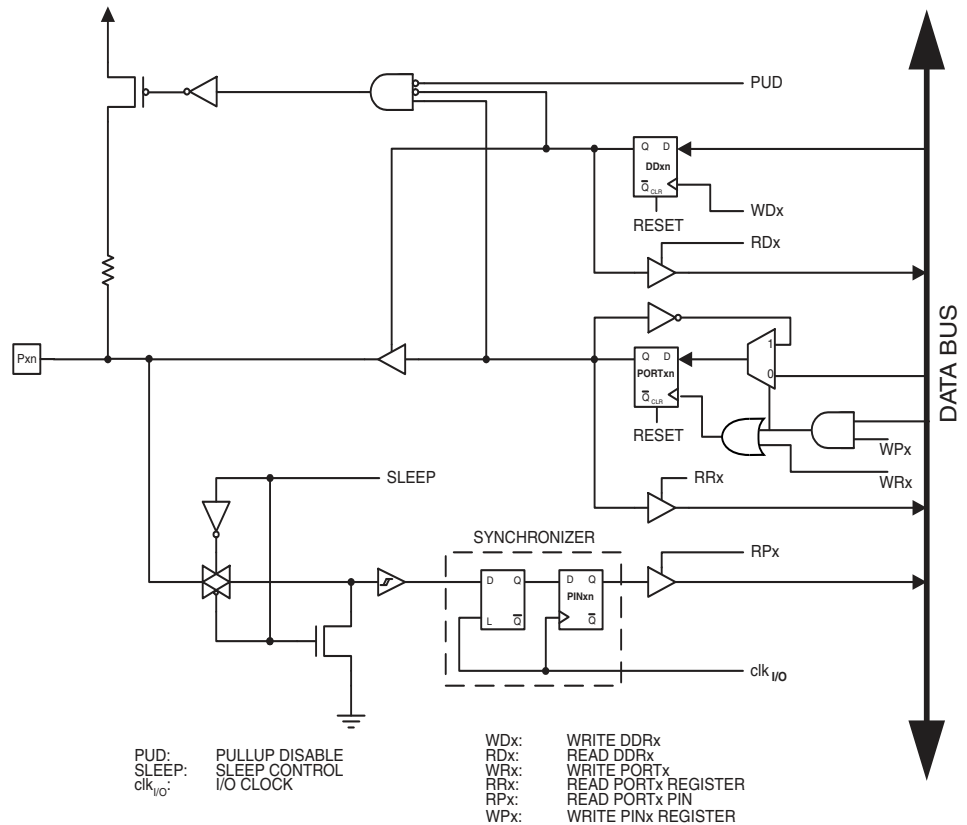 PUD
Q D
DDxn
Q CLR
WDx
RESET
RDx
Pxn
1
Q D
PORTxn
0
Q CLR
RESET
WPx
WRx
RRx
SLEEP
SYNCHRONIZER
RPx
D Q
L Q
D Q
PINxn
Q
clk I/O
DATA BUS
PUD: PULLUP DISABLE
SLEEP: SLEEP CONTROL
clkI/O: I/O CLOCK
WDx: WRITE DDRx
RDx: READ DDRx
WRx: WRITE PORTx
RRx: READ PORTx REGISTER
RPx: READ PORTx PIN
WPx: WRITE PINx REGISTER